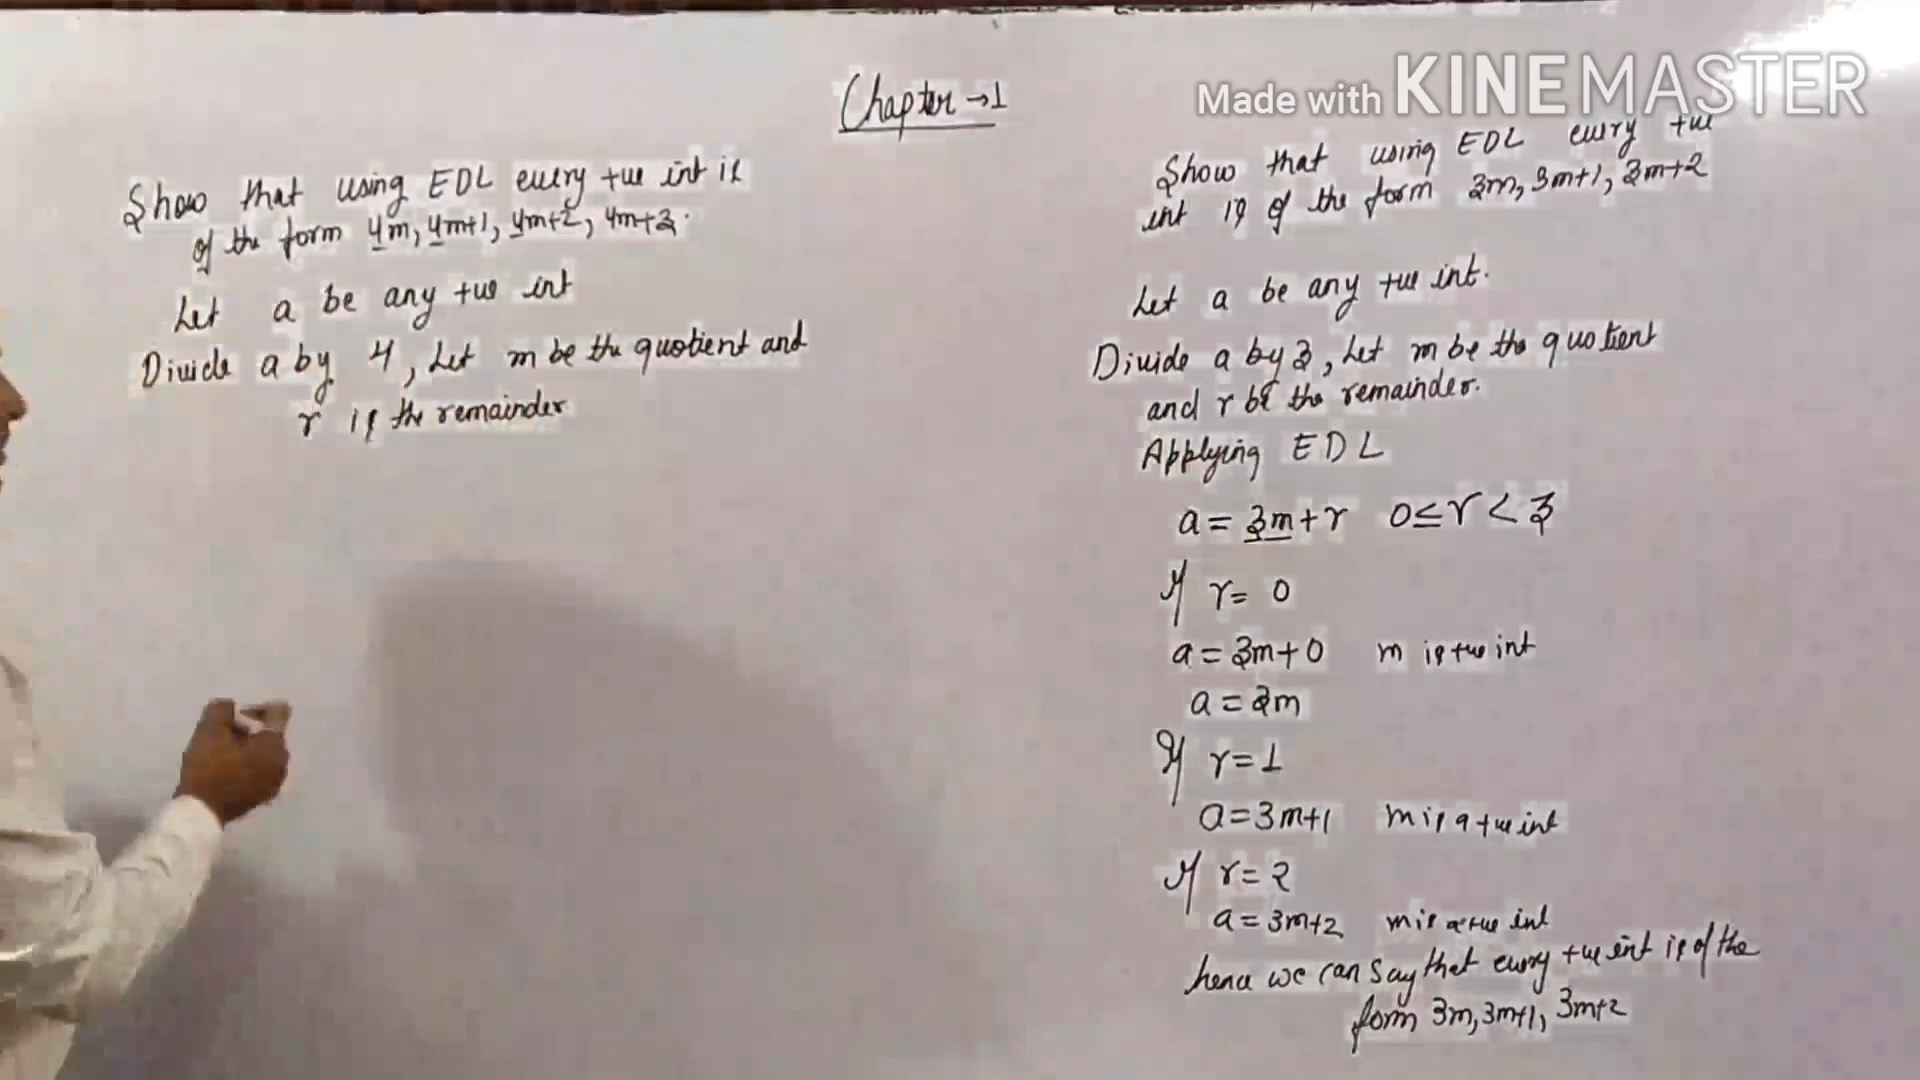 Made with KINEMASTER
Chapter →1
Show that using EDL every +ve int is
of the form 4m, 4m+1, 4m+2, 4m+3.
Let a be any +ve int
Divide a by 4, Let m be the quotient and
r is the remainder
Show that using EDL every +ve
int is of the form 3m, 3m+1, 3m+2
Let a be any +ve int.
Divide a by 3, Let m be the quotient
and r be the remainder.
Applying EDL
a = 3m + r 0≤r<3
If r= 0
a = 3m+0 m is +ve int
a = 3m
If r=1
a=3m+1 m is a +ve int
If r=2
a=3m+2 m is a +ve int
hence we can say that every +ve int is of the
form 3m, 3m+1, 3m+2